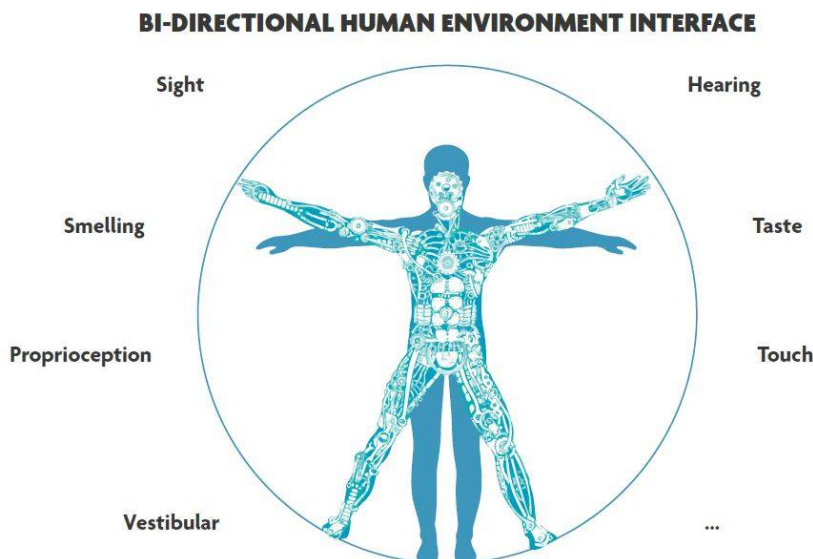 BI-DIRECTIONAL HUMAN ENVIRONMENT INTERFACE
Sight
Hearing
Smelling
Taste
Proprioception
Touch
Vestibular
...